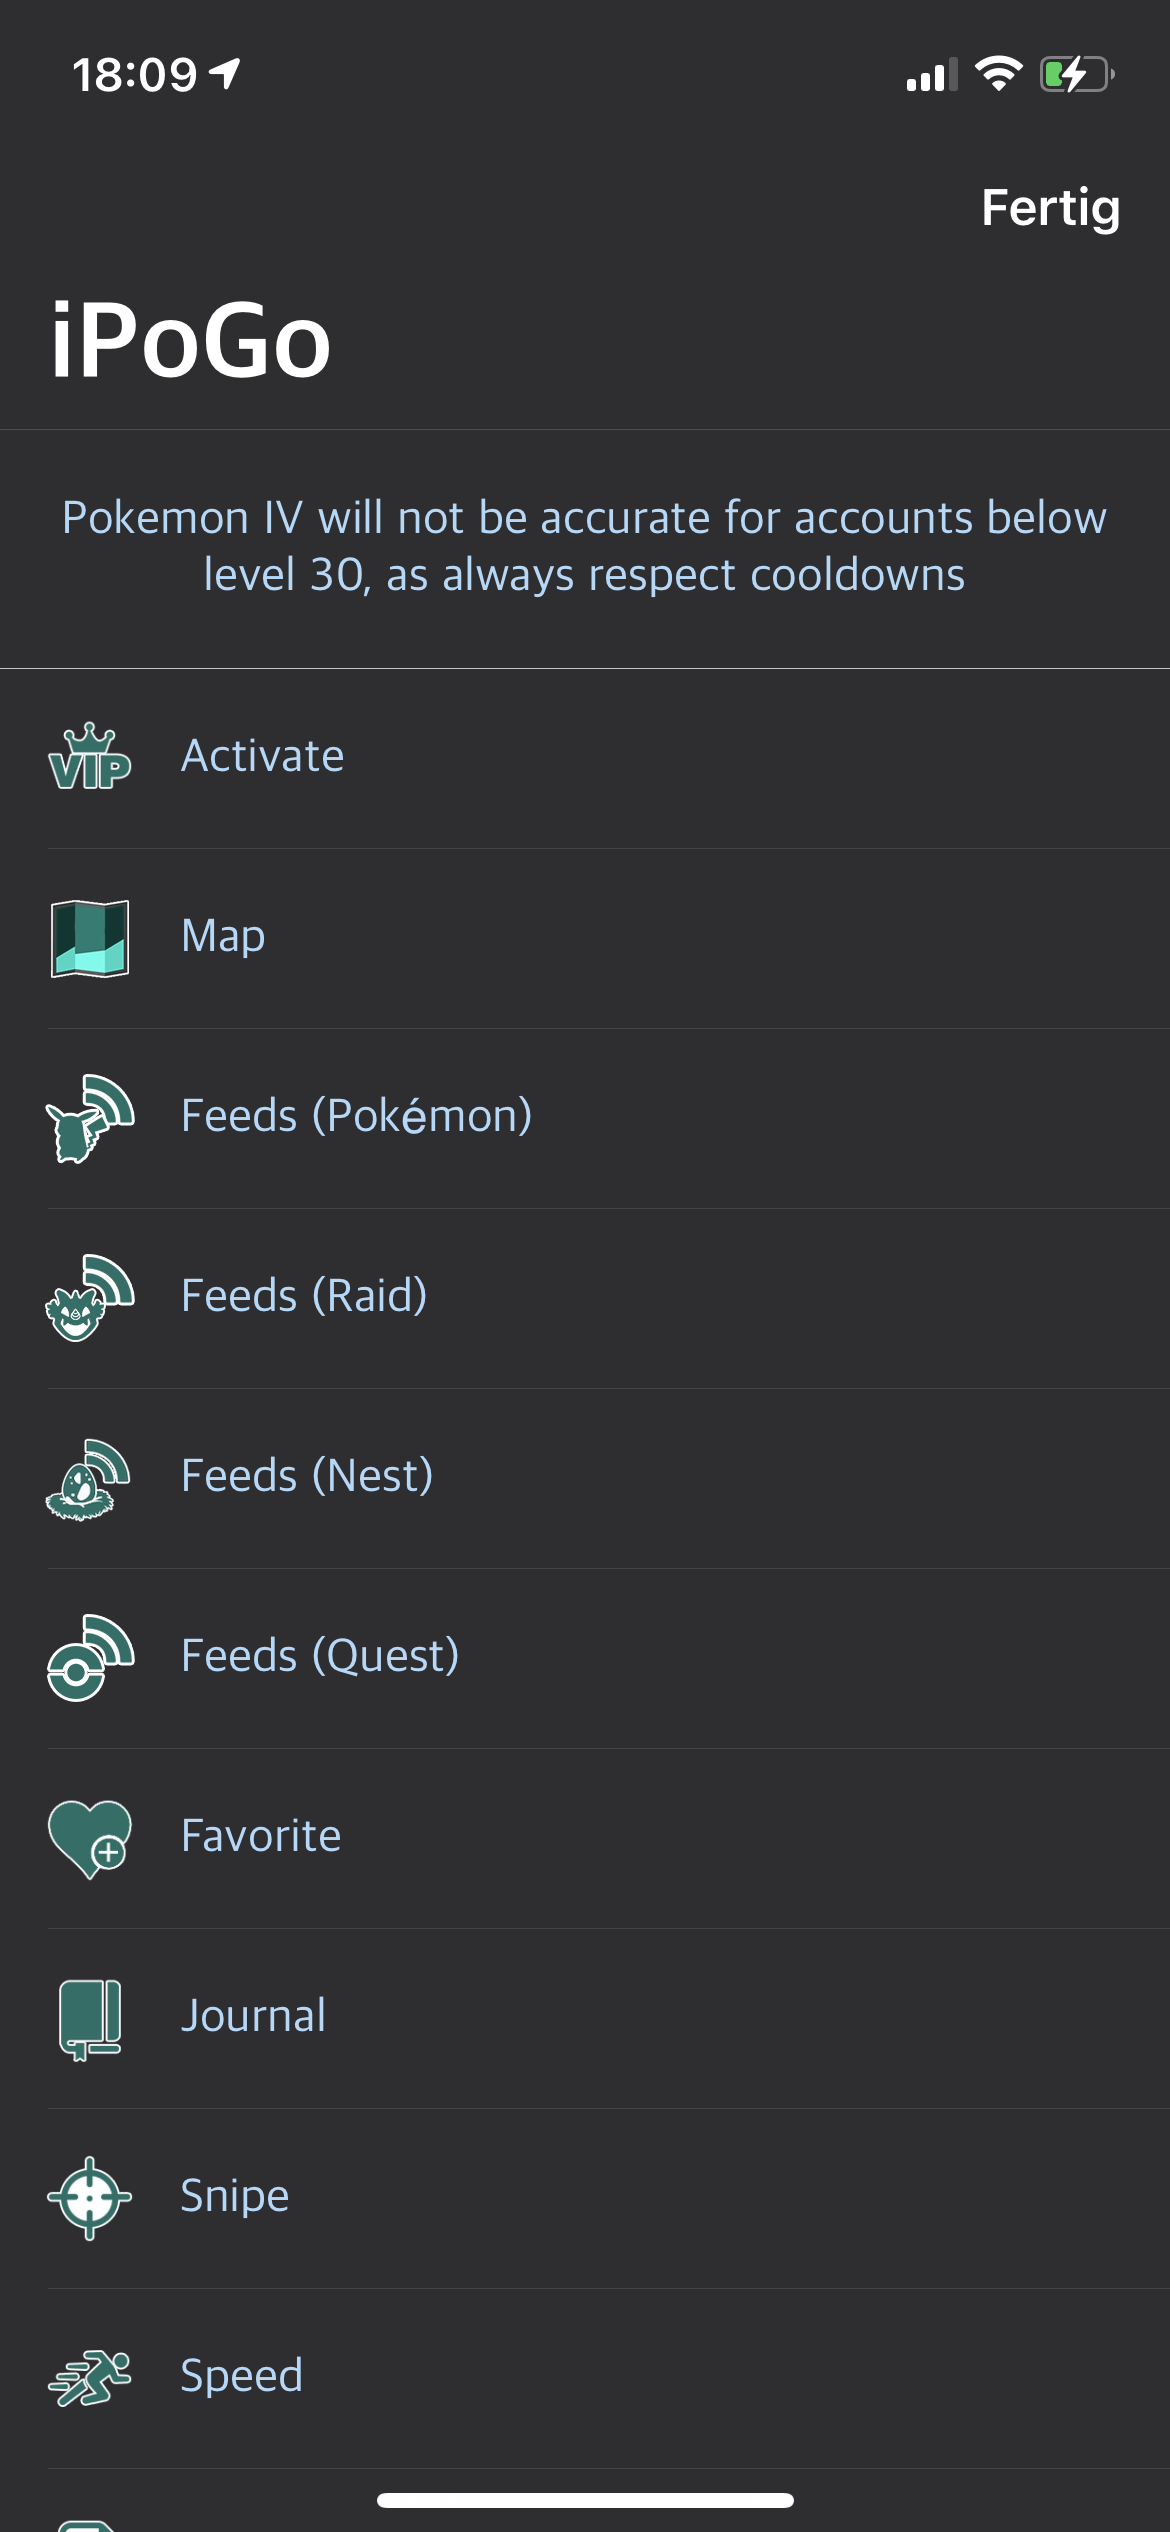 18:09
Fertig
iPoGo
Pokemon IV will not be accurate for accounts below
level 30, as always respect cooldowns
VIP Activate
Map
Feeds (Pokémon)
Feeds (Raid)
Feeds (Nest)
Feeds (Quest)
Favorite
Journal
Snipe
Speed